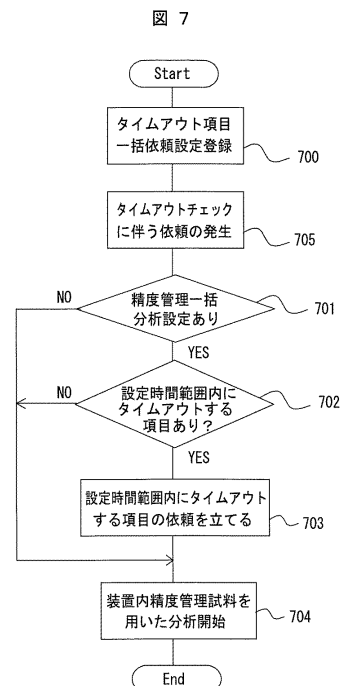 図 7
Start
タイムアウト項目
一括依頼設定登録
700
タイムアウトチェック
に伴う依頼の発生
705
NO
精度管理一括
分析設定あり
701
YES
NO
設定時間範囲内に
タイムアウトする
項目あり？
702
YES
設定時間範囲内にタイムアウト
する項目の依頼を立てる
703
装置内精度管理試料を
用いた分析開始
704
End